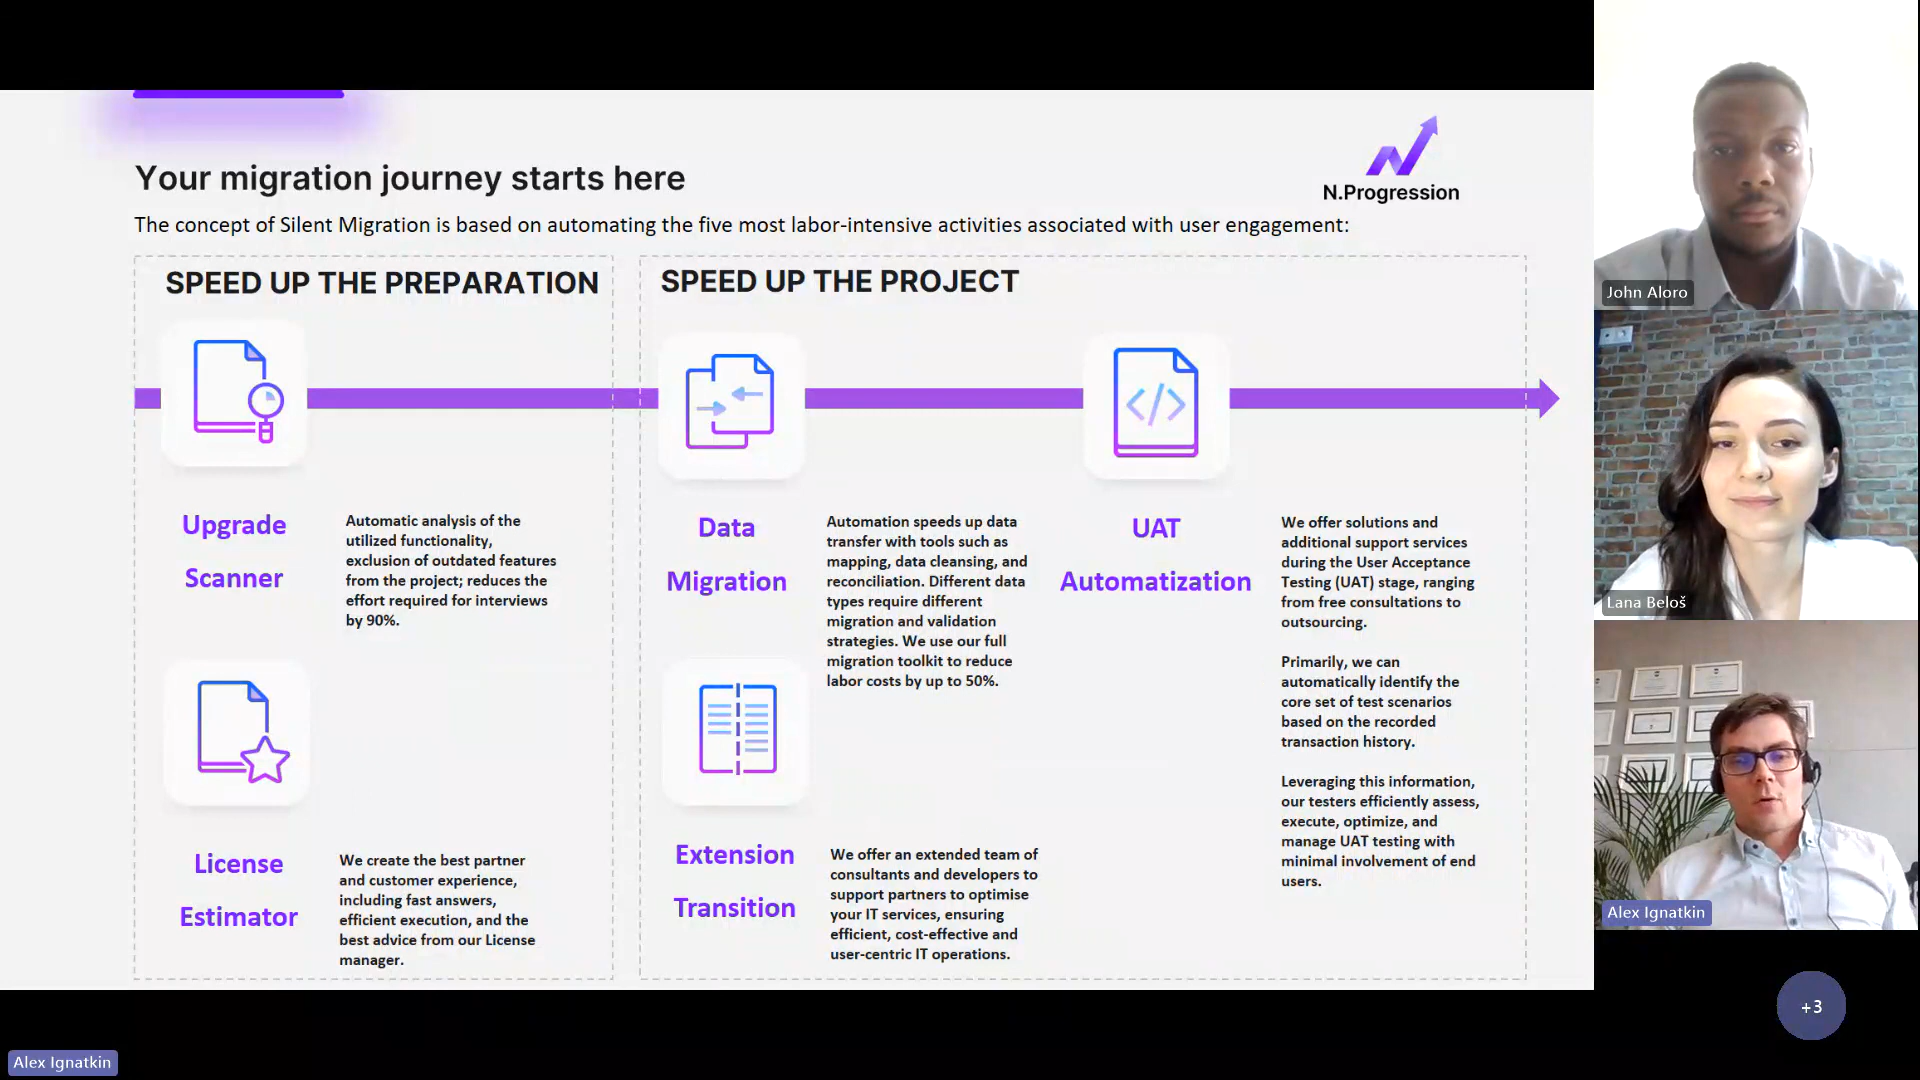 Your migration journey starts here
N.Progression
The concept of Silent Migration is based on automating the five most labor-intensive activities associated with user engagement:
SPEED UP THE PREPARATION
Upgrade
Scanner
Automatic analysis of the
utilized functionality,
exclusion of outdated features
from the project; reduces the
effort required for interviews
by 90%.
License
Estimator
We create the best partner
and customer experience,
including fast answers,
efficient execution, and the
best advice from our License
manager.
SPEED UP THE PROJECT
Data
Migration
Automation speeds up data
transfer with tools such as
mapping, data cleansing, and
reconciliation. Different data
types require different
migration and validation
strategies. We use our full
migration toolkit to reduce
labor costs by up to 50%.
Extension
Transition
We offer an extended team of
consultants and developers to
support partners to optimise
your IT services, ensuring
efficient, cost-effective and
user-centric IT operations.
UAT
Automatization
We offer solutions and
additional support services
during the User Acceptance
Testing (UAT) stage, ranging
from free consultations to
outsourcing.
Primarily, we can
automatically identify the
core set of test scenarios
based on the recorded
transaction history.
Leveraging this information,
our testers efficiently assess,
execute, optimize, and
manage UAT testing with
minimal involvement of end
users.
John Aloro
Lana Beloš
Alex Ignatkin
+3
Alex Ignatkin